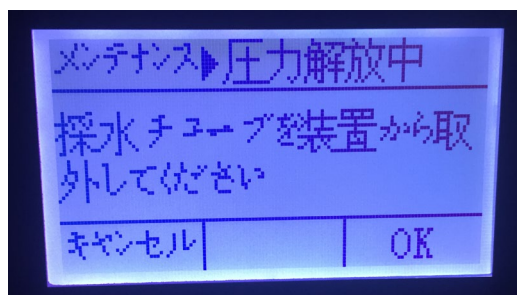 メンテナンス▶圧力解放中
採水チューブを装置から取
外してください
キャンセル
OK